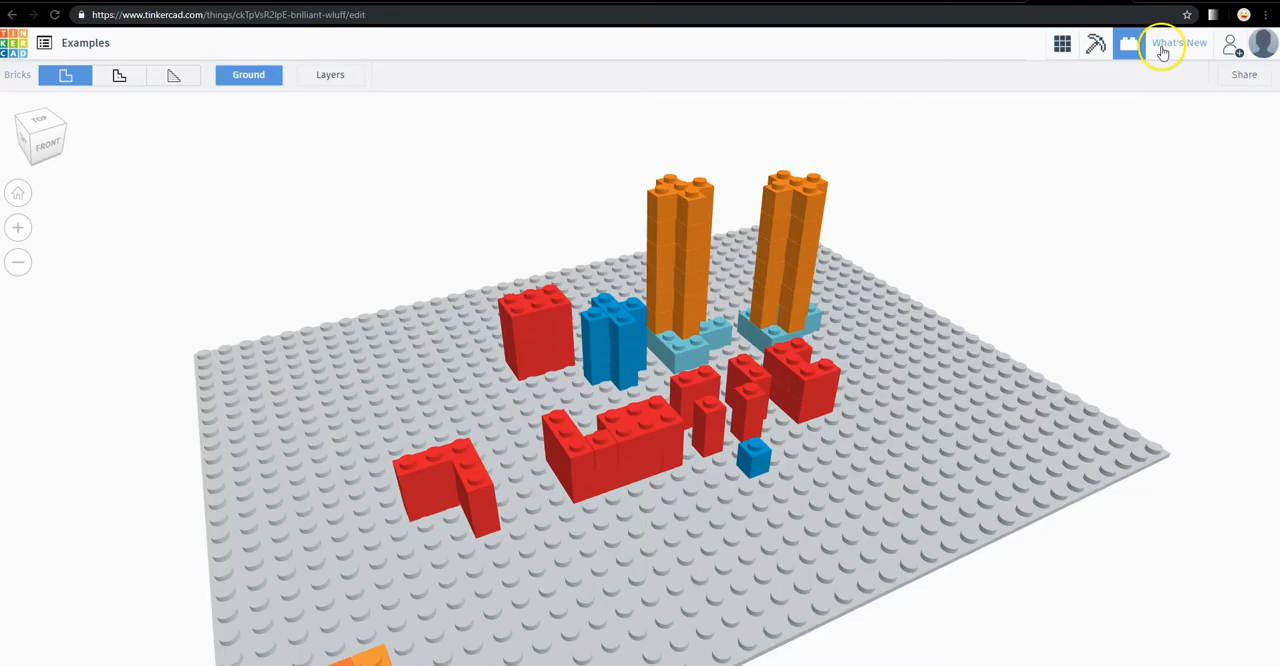 https://www.tinkercad.com/things/ckTpVsR2lpE-brilliant-wluff/edit
TIN
KER
CAD
Examples
What's New
Bricks
Ground
Layers
Share
TOP
FRONT